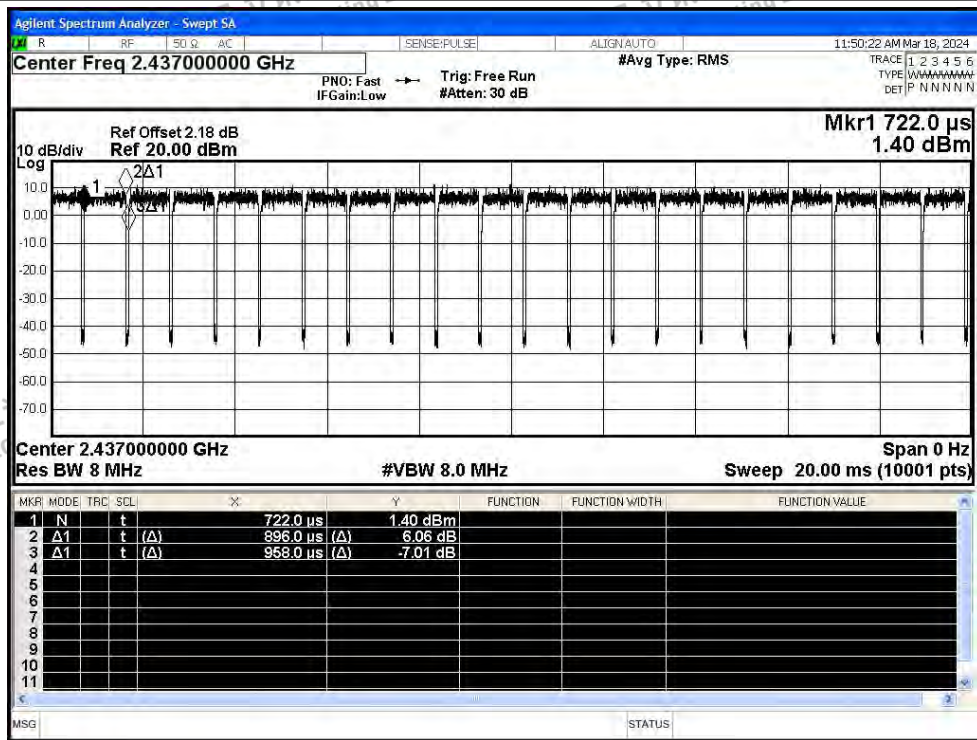 Agilent Spectrum Analyzer - Swept SA
R RF 50 Ω AC SENSE:PULSE ALIGNAUTO 11:50:22 AM Mar 18, 2024
Center Freq 2.437000000 GHz #Avg Type: RMS TRACE 1 2 3 4 5 6
PNO: Fast Trig: Free Run TYPE WWWWWW
IFGain:Low #Atten: 30 dB DET P N N N N N
Mkr1 722.0 µs
Ref Offset 2.18 dB
10 dB/div Ref 20.00 dBm 1.40 dBm
Log
2Δ1
10.0
1
3Δ1
0.00
-10.0
-20.0
-30.0
-40.0
-50.0
-60.0
-70.0
Center 2.437000000 GHz Span 0 Hz
Res BW 8 MHz #VBW 8.0 MHz Sweep 20.00 ms (10001 pts)
MKR MODE TRC SCL X Y FUNCTION FUNCTION WIDTH FUNCTION VALUE
1 N t 722.0 µs 1.40 dBm
2 Δ1 t (Δ) 896.0 µs (Δ) 6.06 dB
3 Δ1 t (Δ) 958.0 µs (Δ) -7.01 dB
4
5
6
7
8
9
10
11
MSG STATUS